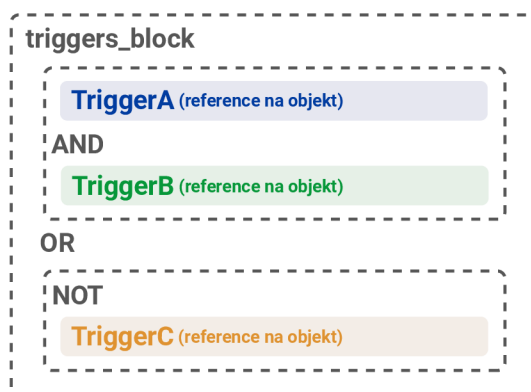 triggers_block
TriggerA (reference na objekt)
AND
TriggerB (reference na objekt)
OR
NOT
TriggerC (reference na objekt)